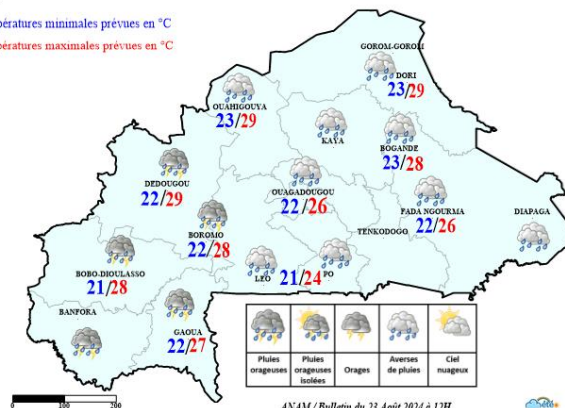 pératures minimales prévues en °C
pératures maximales prévues en °C
GOROM-GOROM
DORI
23/29
OUAHIGOUYA
23/29
KAYA
BOGANDE
23/28
DEDOUGOU
22/29
OUAGADOUGOU
22/26
FADA NGOURMA
22/26
DIAPAGA
BOROMO
22/28
TENKODOGO
BOBO-DIOULASSO
21/28
LEO
21/24
PO
BANFORA
GAOUA
22/27
Pluies orageuses
Pluies orageuses isolées
Orages
Averses de pluies
Ciel nuageux
0 100 200
ANAM / Bulletin du 23 Août 2024 à 12H